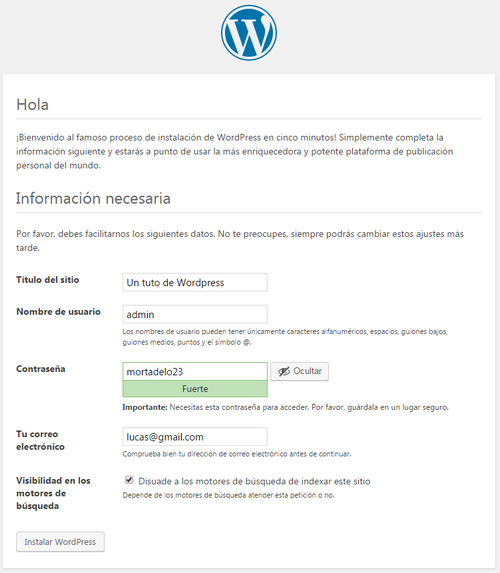 Hola
¡Bienvenido al famoso proceso de instalación de WordPress en cinco minutos! Simplemente completa la
información siguiente y estarás a punto de usar la más enriquecedora y potente plataforma de publicación
personal del mundo.
Información necesaria
Por favor, debes facilitarnos los siguientes datos. No te preocupes, siempre podrás cambiar estos ajustes más
tarde.
Título del sitio
Un tuto de Wordpress
Nombre de usuario
admin
Los nombres de usuario pueden tener únicamente caracteres alfanuméricos, espacios, guiones bajos,
guiones medios, puntos y el símbolo @.
Contraseña
mortadelo23
Ocultar
Fuerte
Importante: Necesitas esta contraseña para acceder. Por favor, guárdala en un lugar seguro.
Tu correo
electrónico
lucas@gmail.com
Comprueba bien tu dirección de correo electrónico antes de continuar.
Visibilidad en los
motores de
búsqueda
Disuade a los motores de búsqueda de indexar este sitio
Depende de los motores de búsqueda atender esta petición o no.
Instalar WordPress